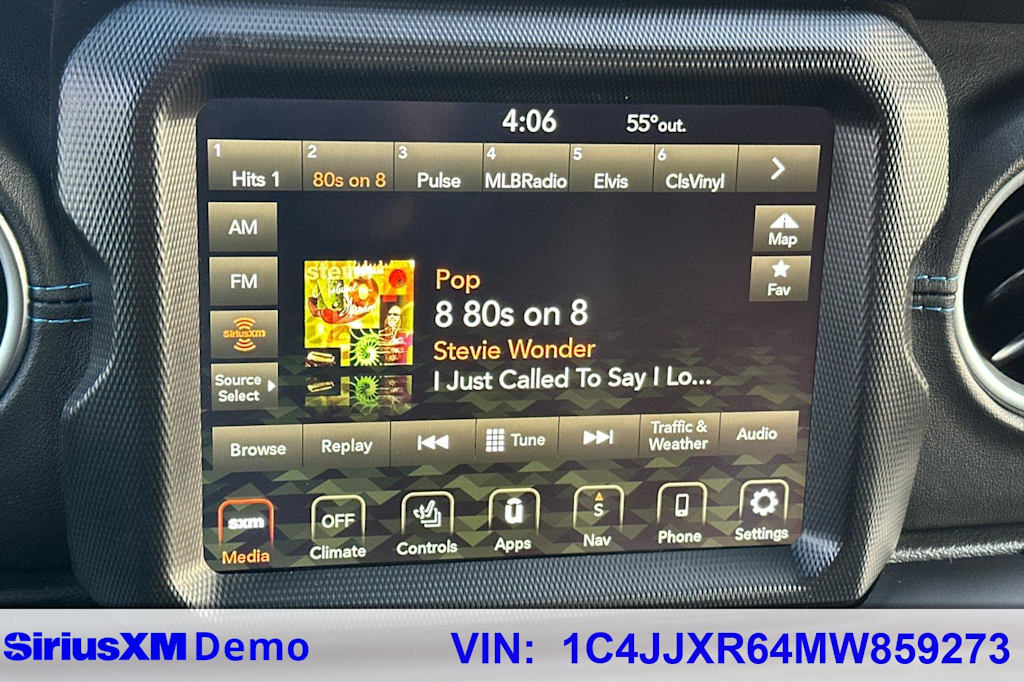 4:06 55°out.
1 2 3 4 5 6
Hits 1 80s on 8 Pulse MLBRadio Elvis ClsVinyl
AM
Map
FM
Fav
SiriusXM
Source
Select
stevie
Pop
8 80s on 8
Stevie Wonder
I Just Called To Say I Lo...
Browse Replay Tune Traffic & Weather Audio
sxm OFF ū S
Media Climate Controls Apps Nav Phone Settings
SiriusXM Demo VIN: 1C4JJXR64MW859273